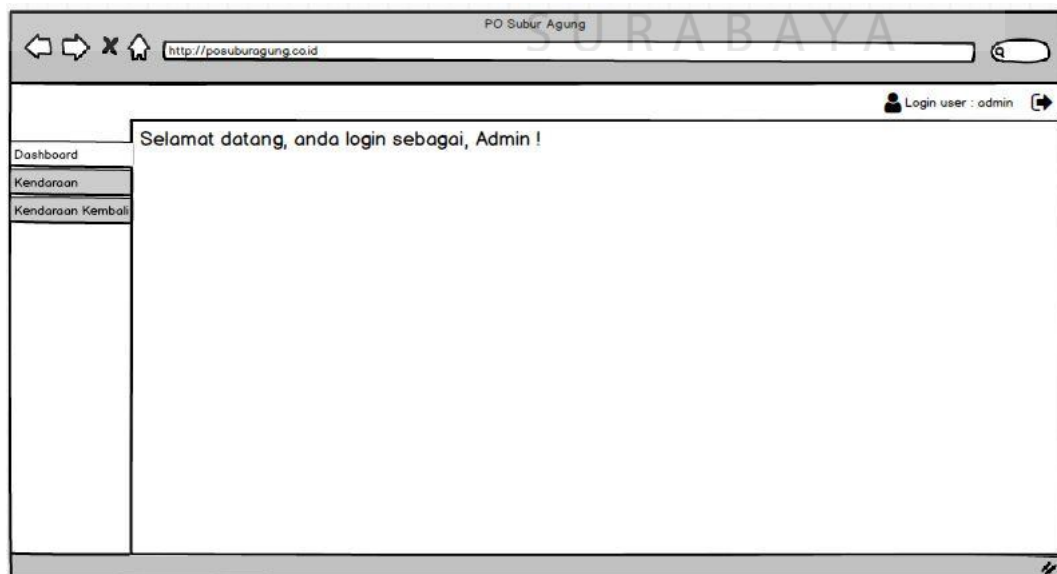 SURABAYA
PO Subur Agung
http://posuburagung.co.id
Login user : admin
Selamat datang, anda login sebagai, Admin !
Dashboard
Kendaraan
Kendaraan Kembali